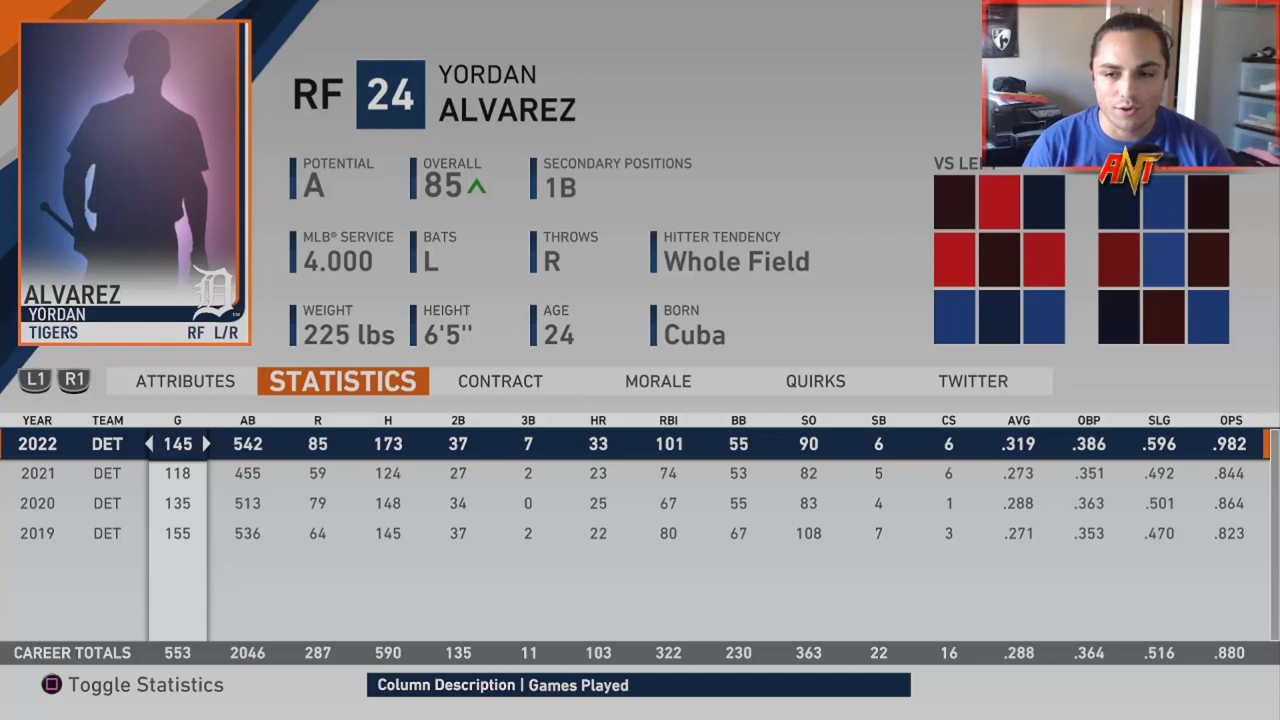 RF 24 YORDAN
ALVAREZ
POTENTIAL OVERALL SECONDARY POSITIONS
A 85 1B
MLB® SERVICE BATS THROWS HITTER TENDENCY
4.000 L R Whole Field
WEIGHT HEIGHT AGE BORN
225 lbs 6'5'' 24 Cuba
ALVAREZ
YORDAN
TIGERS RF L/R
ANT
L1 R1 ATTRIBUTES STATISTICS CONTRACT MORALE QUIRKS TWITTER
YEAR TEAM G AB R H 2B 3B HR RBI BB SO SB CS AVG OBP SLG OPS
2022 DET 145 542 85 173 37 7 33 101 55 90 6 6 .319 .386 .596 .982
2021 DET 118 455 59 124 27 2 23 74 53 82 5 6 .273 .351 .492 .844
2020 DET 135 513 79 148 34 0 25 67 55 83 4 1 .288 .363 .501 .864
2019 DET 155 536 64 145 37 2 22 80 67 108 7 3 .271 .353 .470 .823
CAREER TOTALS 553 2046 287 590 135 11 103 322 230 363 22 16 .288 .364 .516 .880
Toggle Statistics
Column Description | Games Played